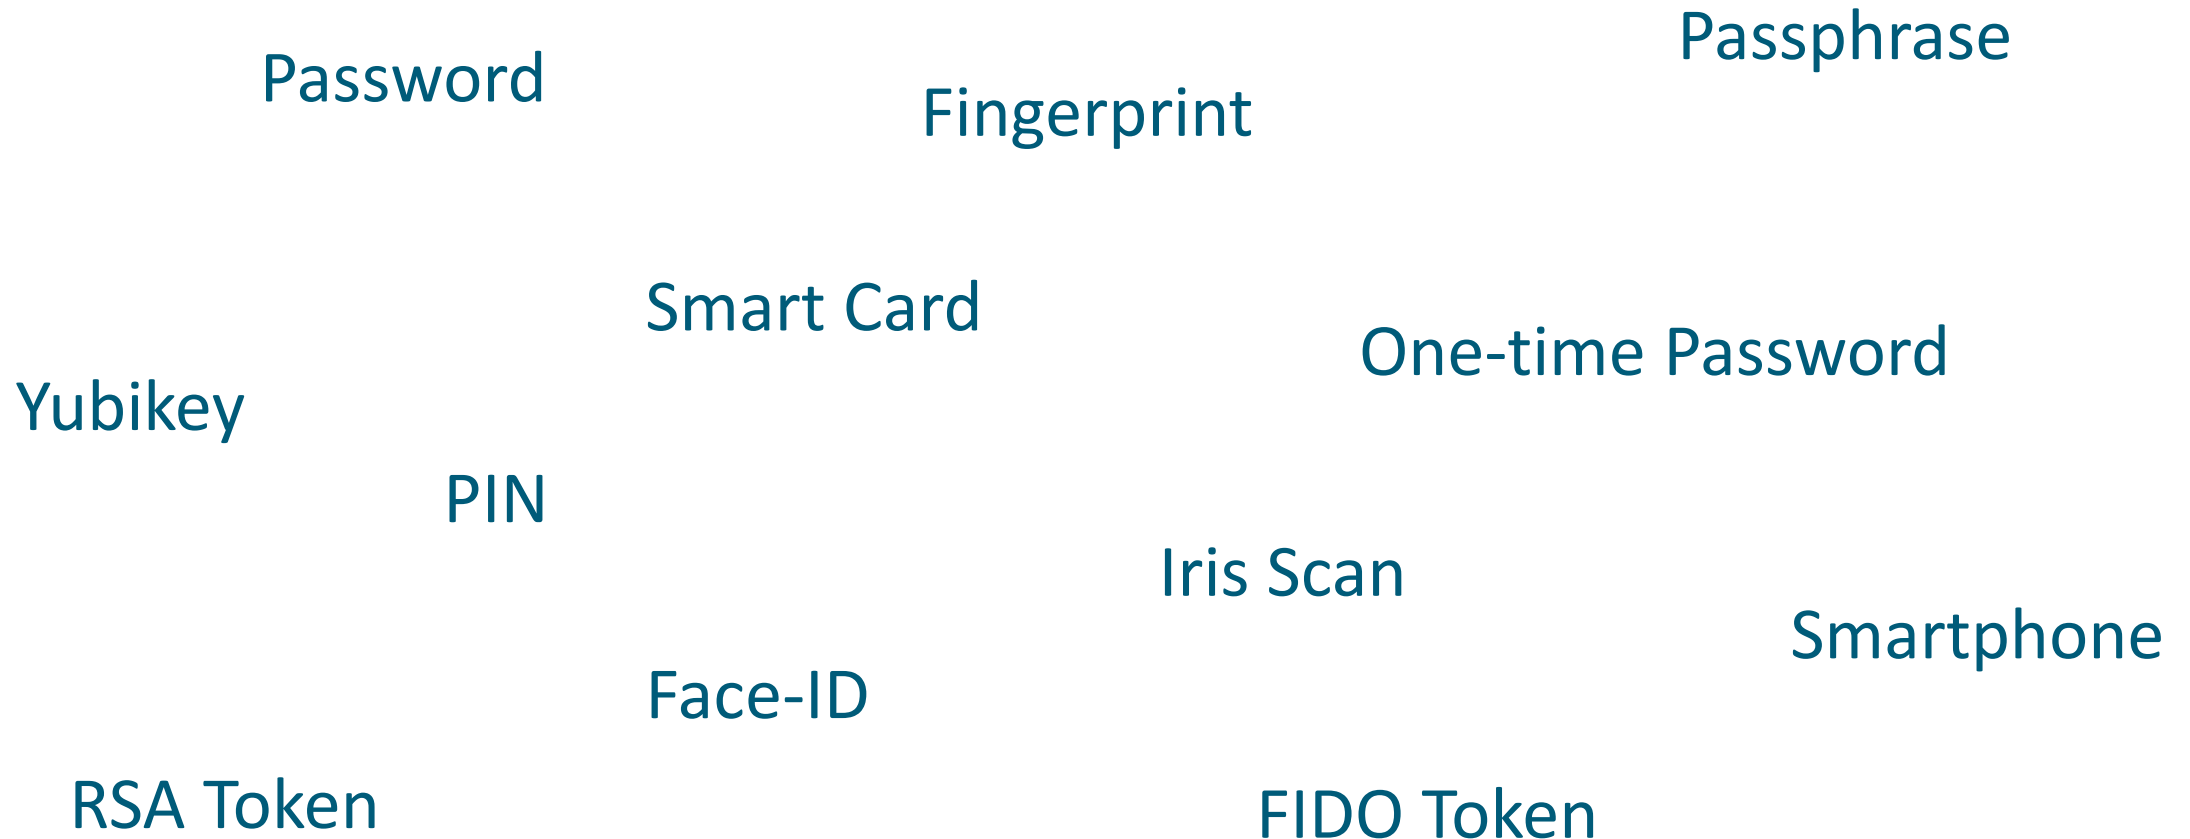 Passphrase
Password
Fingerprint
Smart Card
One-time Password
Yubikey
PIN
Iris Scan
Smartphone
Face-ID
RSA Token
FIDO Token